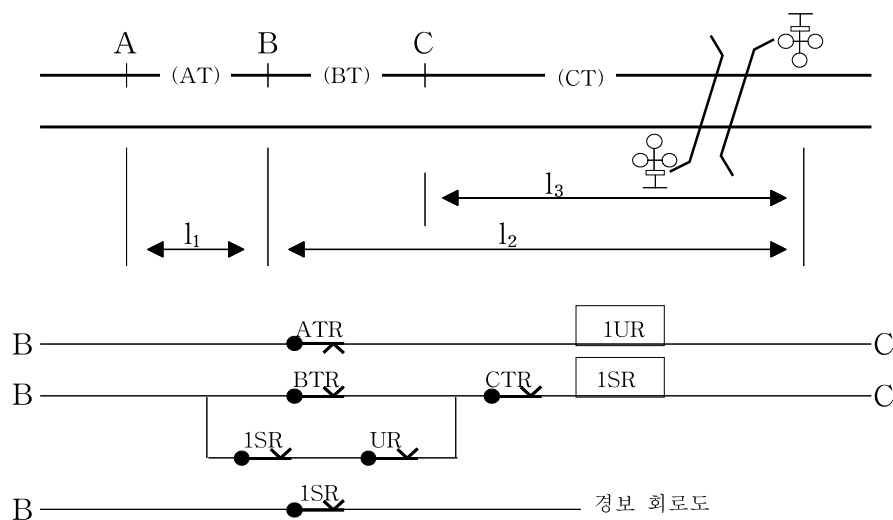 A B C
(AT) (BT) (CT)
l₃
l₁ l₂
B ATR 1UR C
B BTR CTR 1SR C
1SR UR
B 1SR 경보 회로도